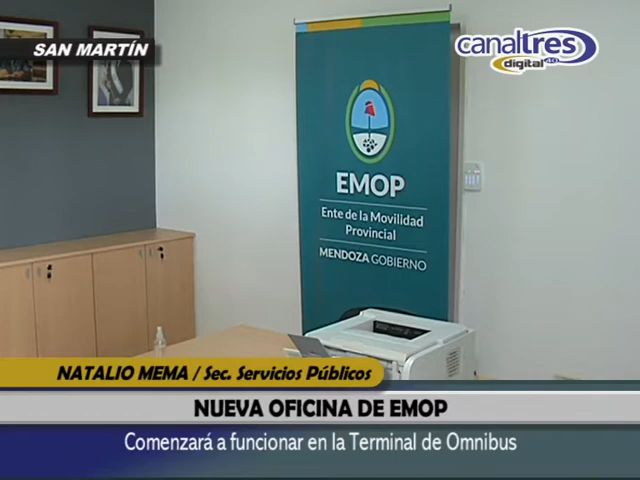 SAN MARTÍN
canaltres
digital
EMOP
Ente de la Movilidad
Provincial
MENDOZA GOBIERNO
NATALIO MEMA / Sec. Servicios Públicos
NUEVA OFICINA DE EMOP
Comenzará a funcionar en la Terminal de Omnibus